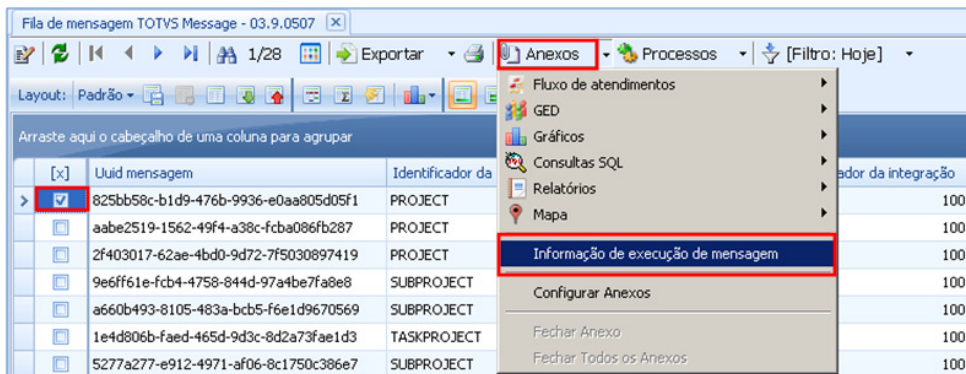 Fila de mensagem TOTVS Message - 03.9.0507
1/28 Exportar Anexos Processos [Filtro: Hoje]
Layout: Padrão
Fluxo de atendimentos
GED
Gráficos
Consultas SQL
Relatórios
Mapa
Informação de execução de mensagem
Configurar Anexos
Fechar Anexo
Fechar Todos os Anexos
Arraste aqui o cabeçalho de uma coluna para agrupar
[x] Uuid mensagem Identificador da ador da integração
825bb58c-b1d9-476b-9936-e0aa805d05f1 PROJECT 100
aabe2519-1562-49f4-a38c-fcba086fb287 PROJECT 100
2f403017-62ae-4bd0-9d72-7f5030897419 PROJECT 100
9e6ff61e-fcb4-4758-844d-97a4be7fa8e8 SUBPROJECT 100
a660b493-8105-483a-bcb5-f6e1d9670569 SUBPROJECT 100
1e4d806b-faed-465d-9d3c-8d2a73fae1d3 TASKPROJECT 100
5277a277-e912-4971-af06-8c1750c386e7 SUBPROJECT 100